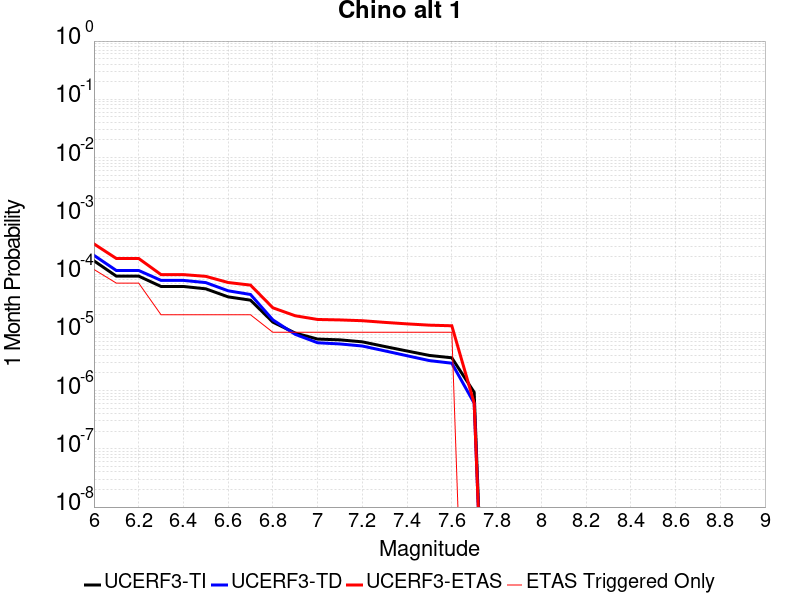 Chino alt 1
1 Month Probability
10^0
10^-1
10^-2
10^-3
10^-4
10^-5
10^-6
10^-7
10^-8
6 6.2 6.4 6.6 6.8 7 7.2 7.4 7.6 7.8 8 8.2 8.4 8.6 8.8 9
Magnitude
UCERF3-TI UCERF3-TD UCERF3-ETAS ETAS Triggered Only